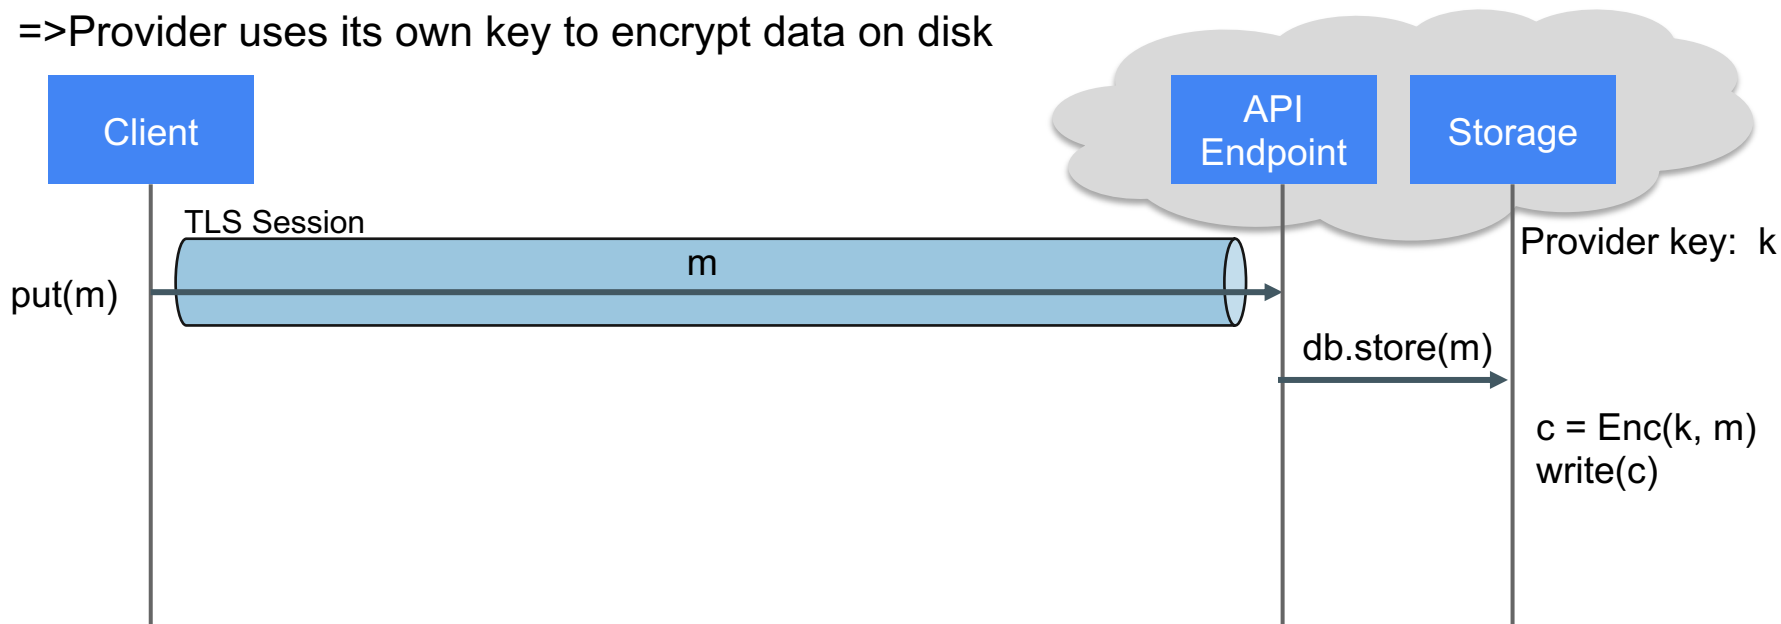 =>Provider uses its own key to encrypt data on disk
Client
API
Endpoint
Storage
TLS Session
Provider key:  k
m
put(m)
db.store(m)
c = Enc(k, m)
write(c)